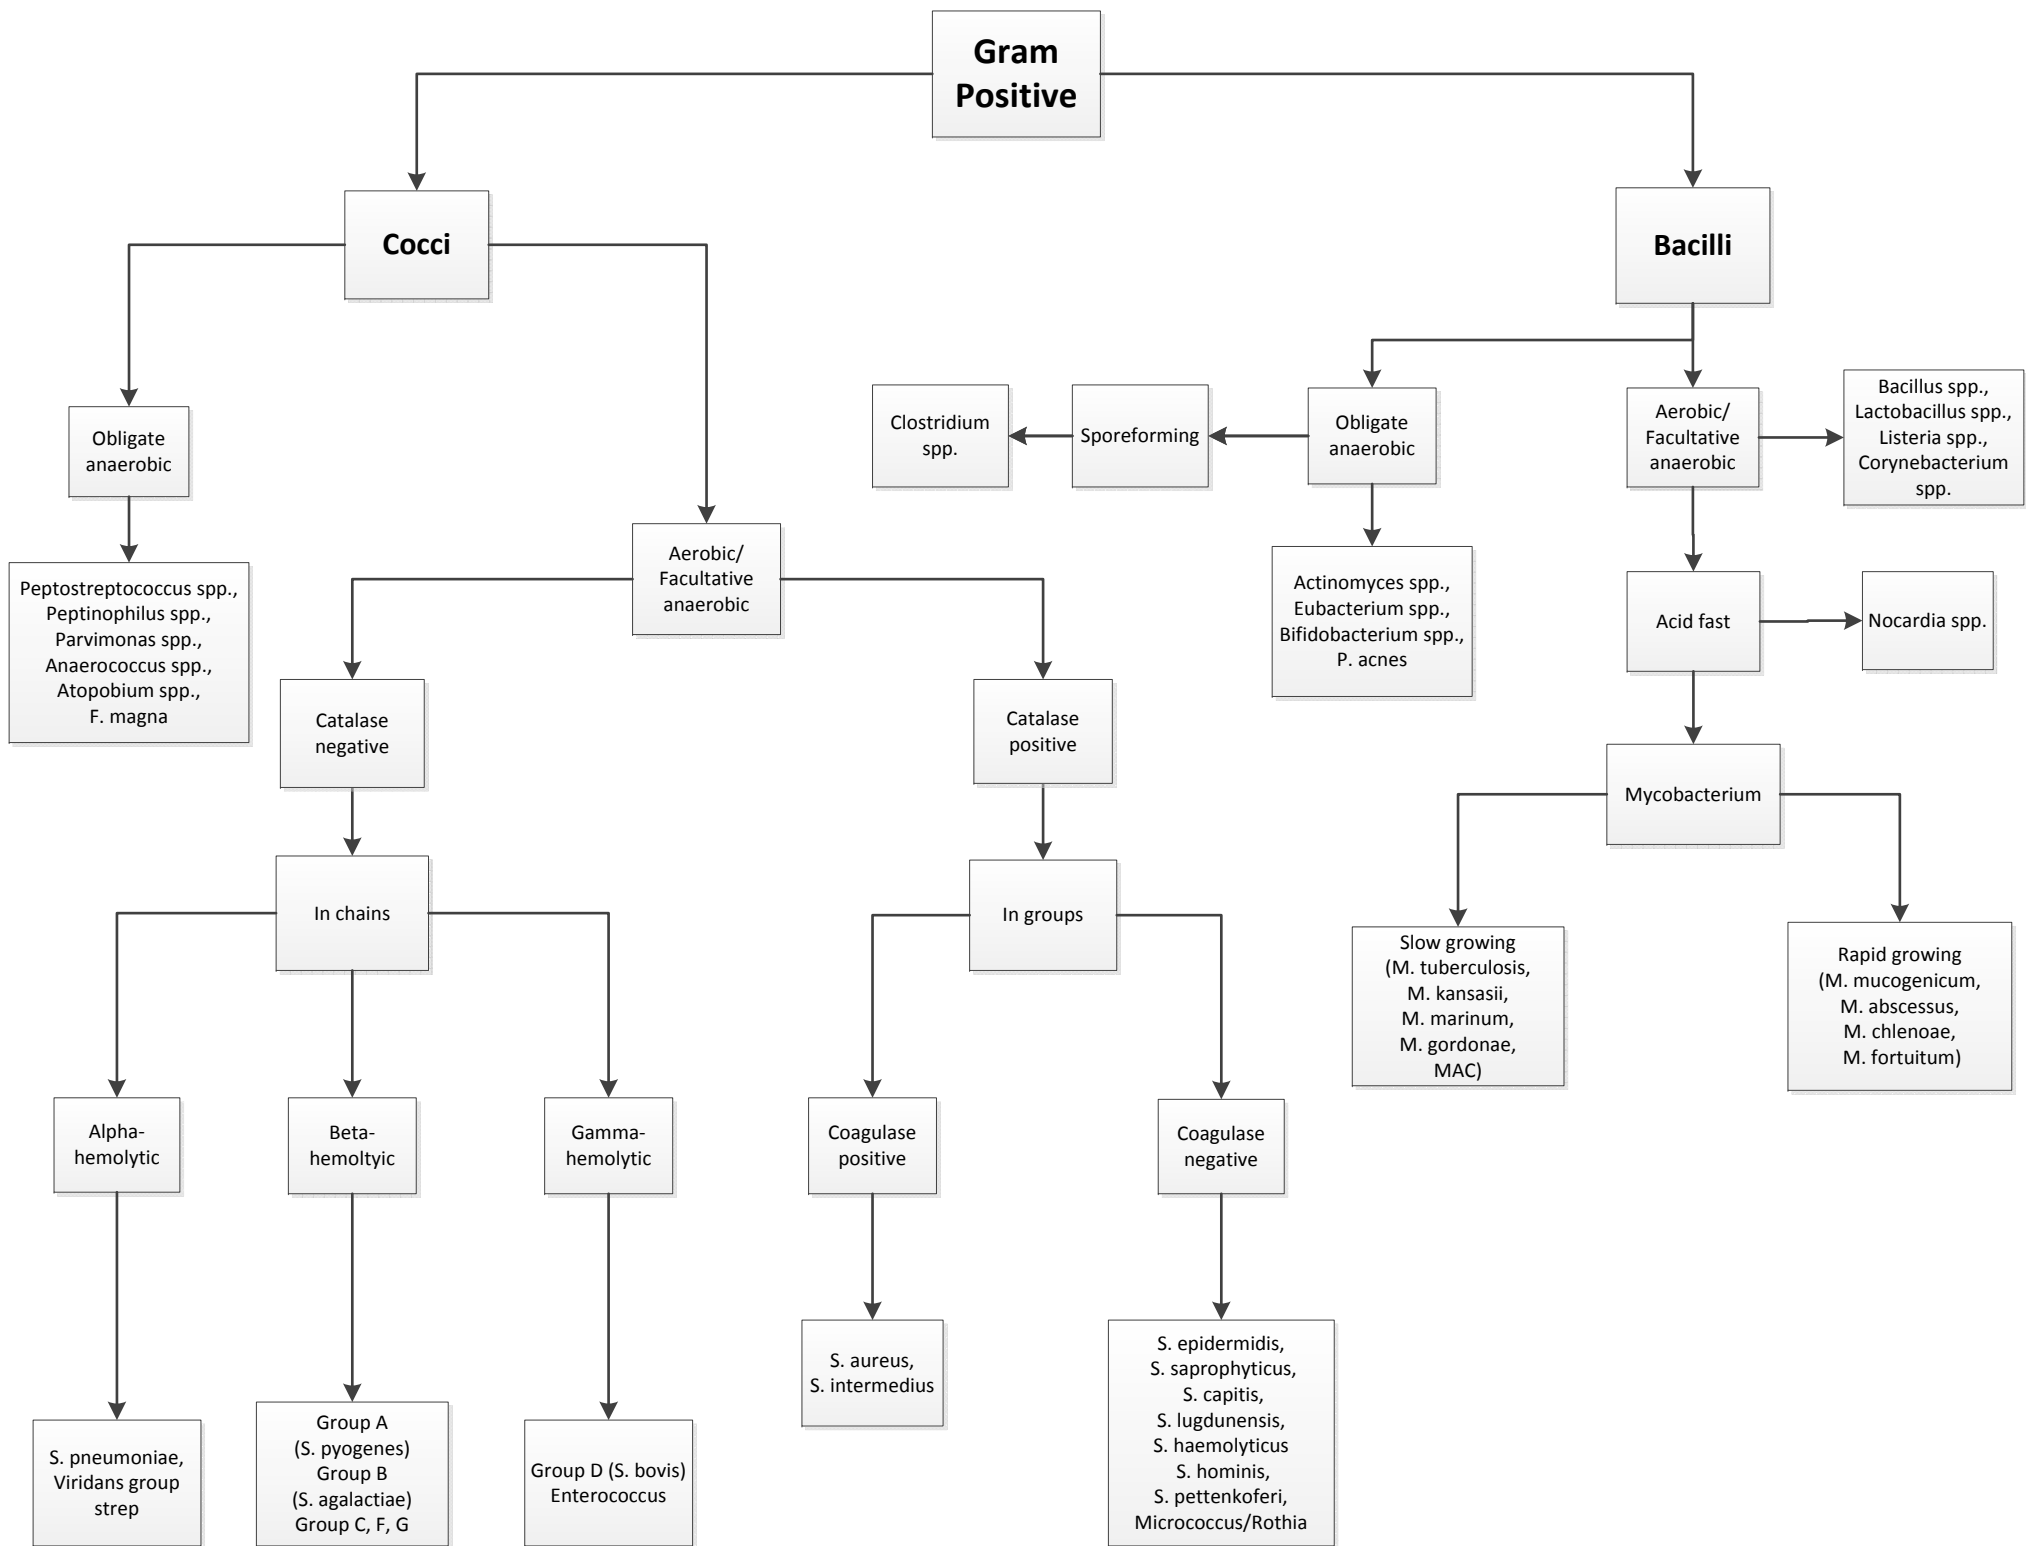 Gram
Positive
Cocci
Bacilli
Obligate
anaerobic
Aerobic/
Facultative
anaerobic
Peptostreptococcus spp.,
Peptinophilus spp.,
Parvimonas spp.,
Anaerococcus spp.,
Atopobium spp.,
F. magna
Catalase
negative
Catalase
positive
In chains
In groups
Alpha-
hemolytic
Beta-
hemoltyic
Gamma-
hemolytic
Coagulase
positive
Coagulase
negative
S. pneumoniae,
Viridans group
strep
Group A
(S. pyogenes)
Group B
(S. agalactiae)
Group C, F, G
Group D (S. bovis)
Enterococcus
S. aureus,
S. intermedius
S. epidermidis,
S. saprophyticus,
S. capitis,
S. lugdunensis,
S. haemolyticus
S. hominis,
S. pettenkoferi,
Micrococcus/Rothia
Clostridium
spp.
Sporeforming
Obligate
anaerobic
Aerobic/
Facultative
anaerobic
Bacillus spp.,
Lactobacillus spp.,
Listeria spp.,
Corynebacterium
spp.
Actinomyces spp.,
Eubacterium spp.,
Bifidobacterium spp.,
P. acnes
Acid fast
Nocardia spp.
Mycobacterium
Slow growing
(M. tuberculosis,
M. kansasii,
M. marinum,
M. gordonae,
MAC)
Rapid growing
(M. mucogenicum,
M. abscessus,
M. chlenoae,
M. fortuitum)